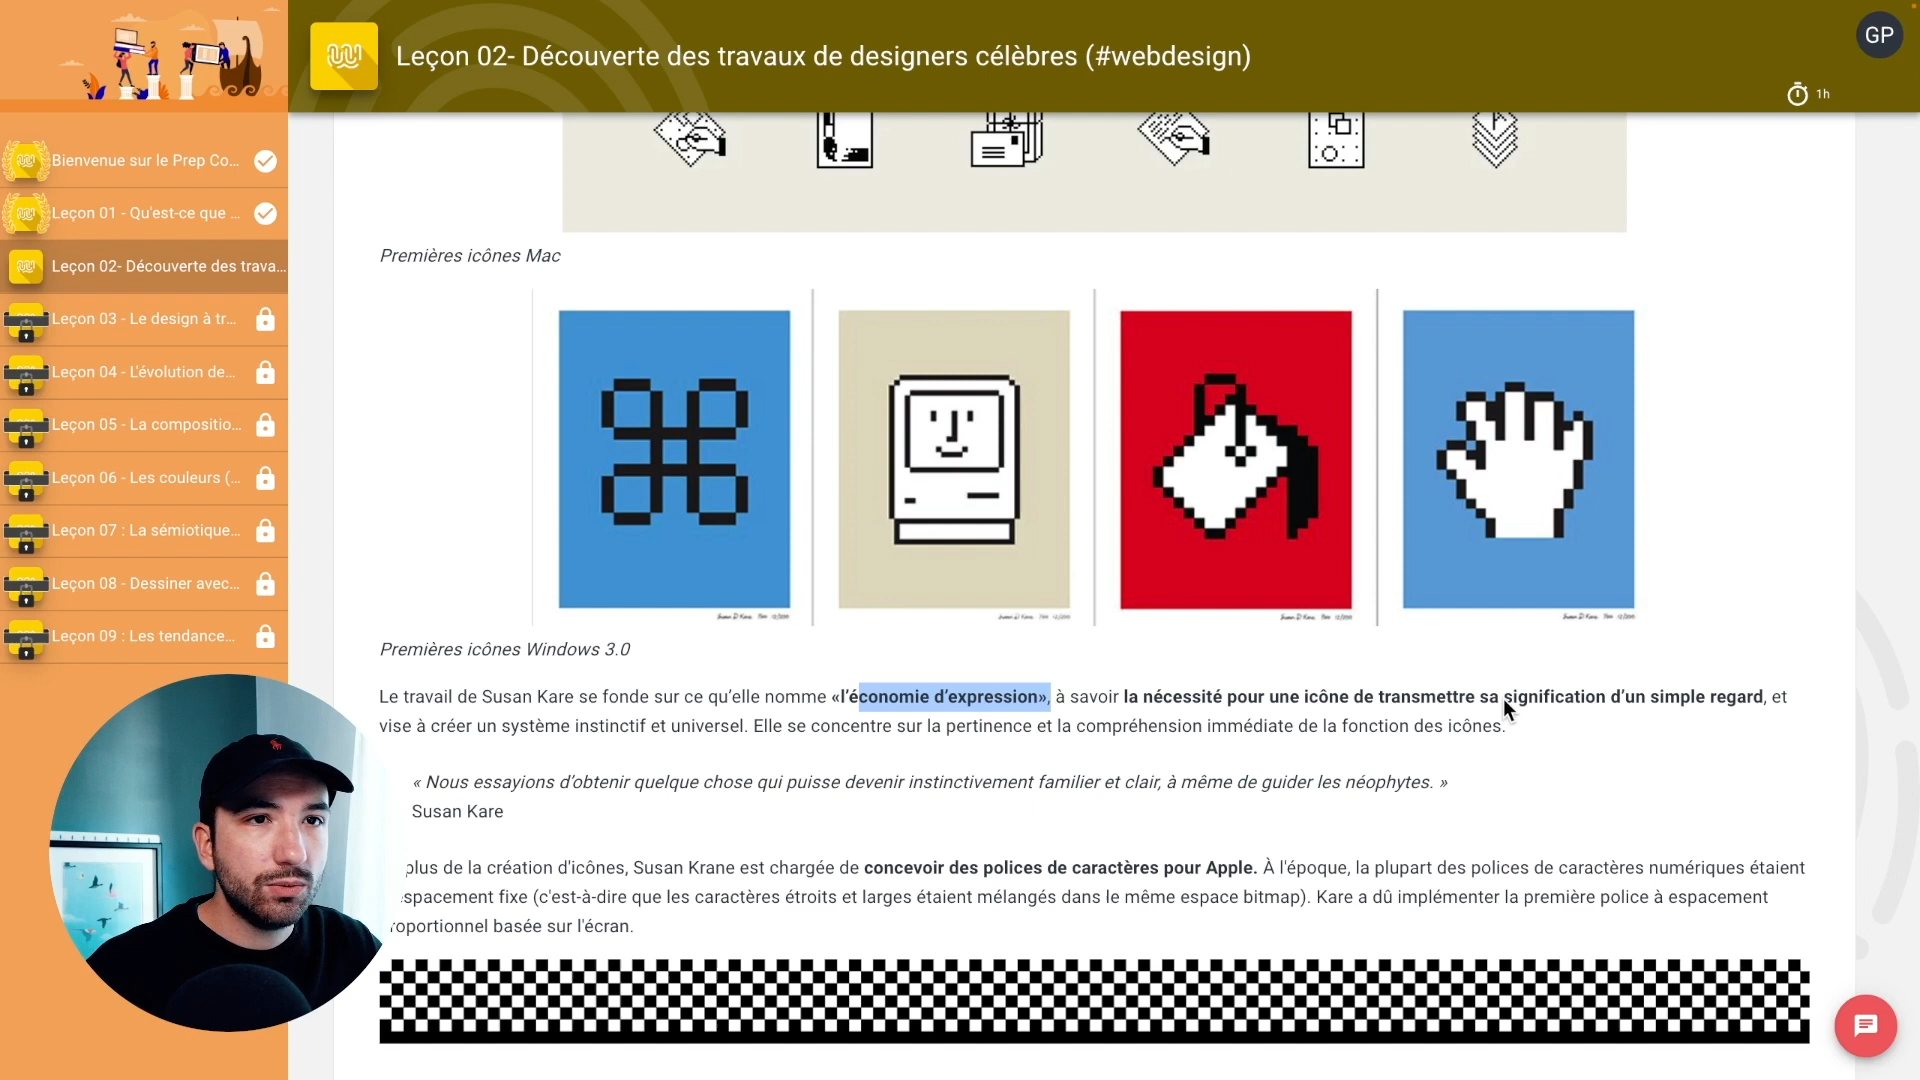 Leçon 02- Découverte des travaux de designers célèbres (#webdesign)
GP
1h
Bienvenue sur le Prep Co...
Leçon 01 - Qu'est-ce que ...
Leçon 02- Découverte des trava...
Leçon 03 - Le design à tr...
Leçon 04 - L'évolution de...
Leçon 05 - La compositio...
Leçon 06 - Les couleurs (...
Leçon 07 : La sémiotique...
Leçon 08 - Dessiner avec...
Leçon 09 : Les tendance...
Premières icônes Mac
Premières icônes Windows 3.0
Le travail de Susan Kare se fonde sur ce qu’elle nomme «l’économie d’expression», à savoir la nécessité pour une icône de transmettre sa signification d’un simple regard, et
vise à créer un système instinctif et universel. Elle se concentre sur la pertinence et la compréhension immédiate de la fonction des icônes.
« Nous essayions d’obtenir quelque chose qui puisse devenir instinctivement familier et clair, à même de guider les néophytes. »
Susan Kare
plus de la création d'icônes, Susan Krane est chargée de concevoir des polices de caractères pour Apple. À l'époque, la plupart des polices de caractères numériques étaient
espacement fixe (c'est-à-dire que les caractères étroits et larges étaient mélangés dans le même espace bitmap). Kare a dû implémenter la première police à espacement
roportionnel basée sur l'écran.